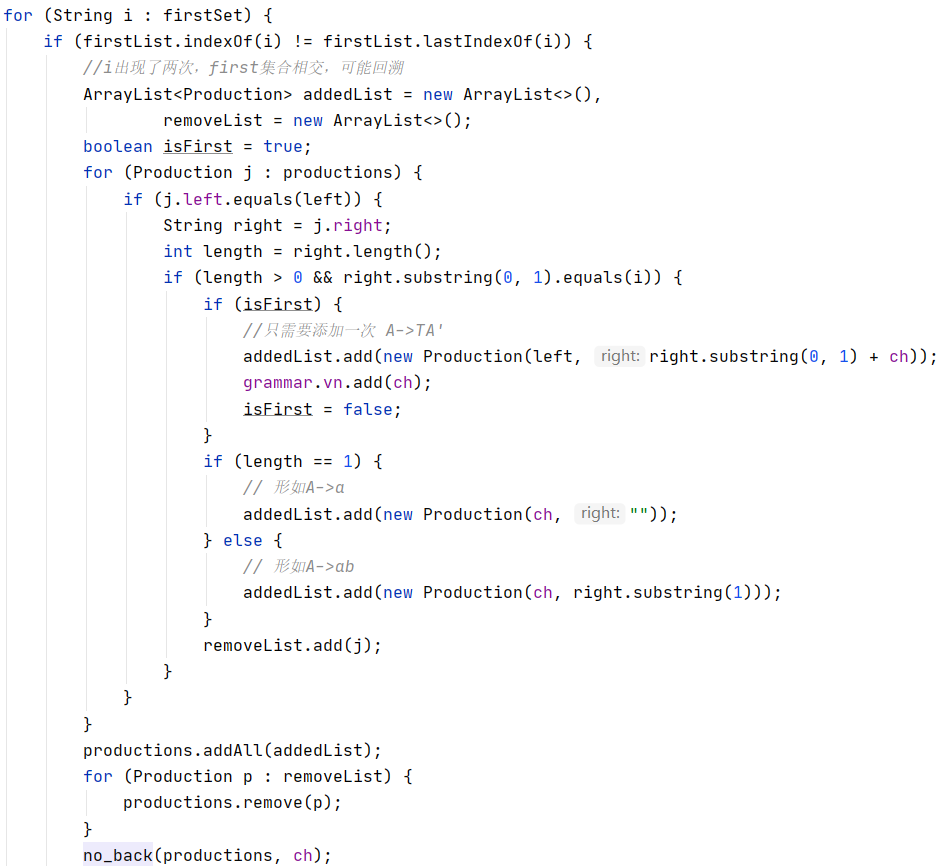 for (String i : firstSet) {
if (firstList.indexOf(i) != firstList.lastIndexOf(i)) {
//i出现了两次，first集合相交，可能回溯
ArrayList<Production> addedList = new ArrayList<>(),
removeList = new ArrayList<>();
boolean isFirst = true;
for (Production j : productions) {
if (j.left.equals(left)) {
String right = j.right;
int length = right.length();
if (length > 0 && right.substring(0, 1).equals(i)) {
if (isFirst) {
//只需要添加一次 A->TA'
addedList.add(new Production(left, right: right.substring(0, 1) + ch));
grammar.vn.add(ch);
isFirst = false;
}
if (length == 1) {
// 形如A->a
addedList.add(new Production(ch, right: ""));
} else {
// 形如A->ab
addedList.add(new Production(ch, right.substring(1)));
}
removeList.add(j);
}
}
}
productions.addAll(addedList);
for (Production p : removeList) {
productions.remove(p);
}
no_back(productions, ch);